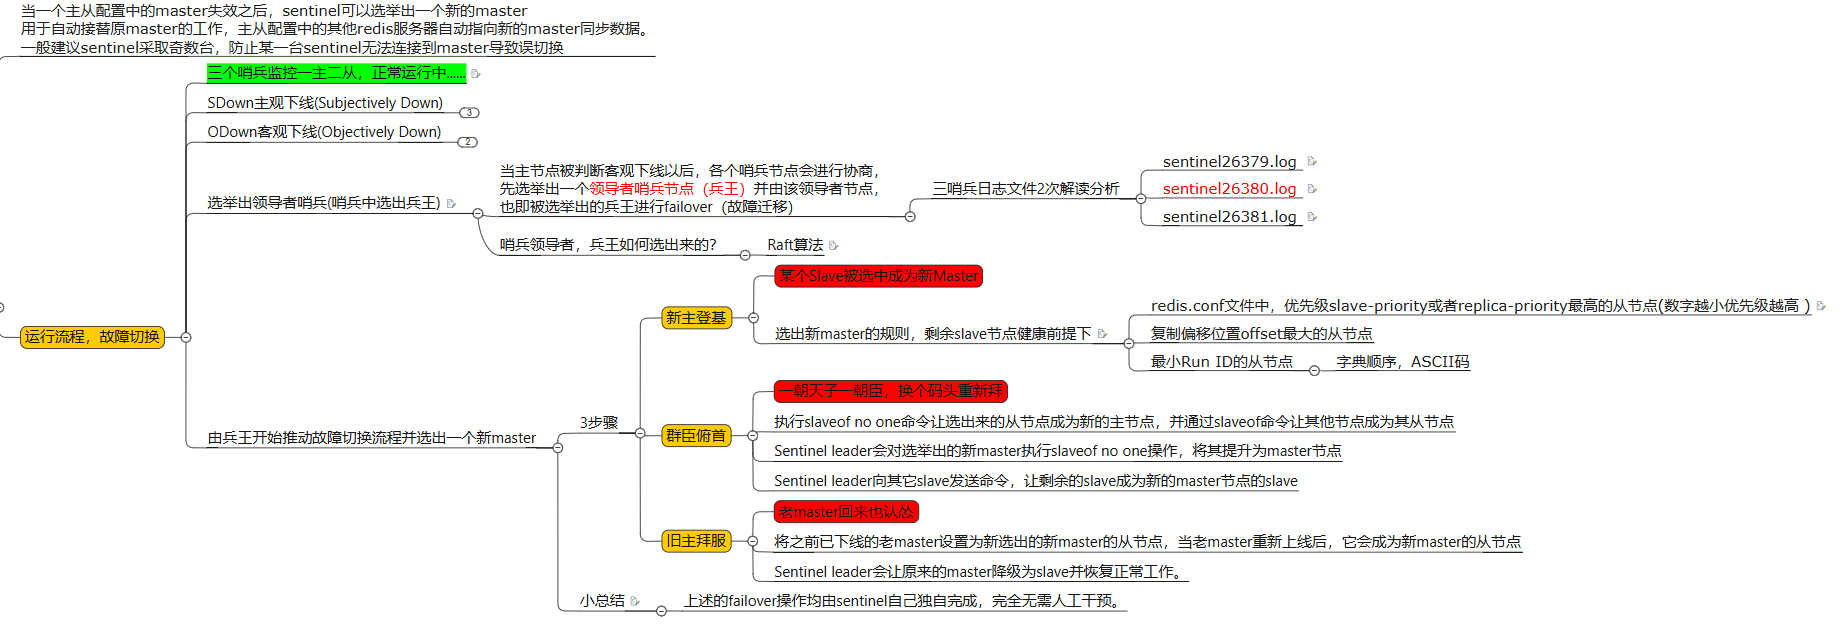 当一个主从配置中的master失效之后，sentinel可以选举出一个新的master
用于自动接替原master的工作，主从配置中的其他redis服务器自动指向新的master同步数据。
一般建议sentinel采取奇数台，防止某一台sentinel无法连接到master导致误切换
运行流程，故障切换
三个哨兵监控一主二从，正常运行中......
SDown主观下线(Subjectively Down)
3
ODown客观下线(Objectively Down)
2
选举出领导者哨兵(哨兵中选出兵王)
当主节点被判断客观下线以后，各个哨兵节点会进行协商，
先选举出一个领导者哨兵节点（兵王）并由该领导者节点，
也即被选举出的兵王进行failover（故障迁移）
三哨兵日志文件2次解读分析
sentinel26379.log
sentinel26380.log
sentinel26381.log
哨兵领导者，兵王如何选出来的？
Raft算法
由兵王开始推动故障切换流程并选出一个新master
3步骤
新主登基
某个Slave被选中成为新Master
选出新master的规则，剩余slave节点健康前提下
redis.conf文件中，优先级slave-priority或者replica-priority最高的从节点(数字越小优先级越高 )
复制偏移位置offset最大的从节点
最小Run ID的从节点
字典顺序，ASCII码
群臣俯首
一朝天子一朝臣，换个码头重新拜
执行slaveof no one命令让选出来的从节点成为新的主节点，并通过slaveof命令让其他节点成为其从节点
Sentinel leader会对选举出的新master执行slaveof no one操作，将其提升为master节点
Sentinel leader向其它slave发送命令，让剩余的slave成为新的master节点的slave
旧主拜服
老master回来也认怂
将之前已下线的老master设置为新选出的新master的从节点，当老master重新上线后，它会成为新master的从节点
Sentinel leader会让原来的master降级为slave并恢复正常工作。
小总结
上述的failover操作均由sentinel自己独自完成，完全无需人工干预。